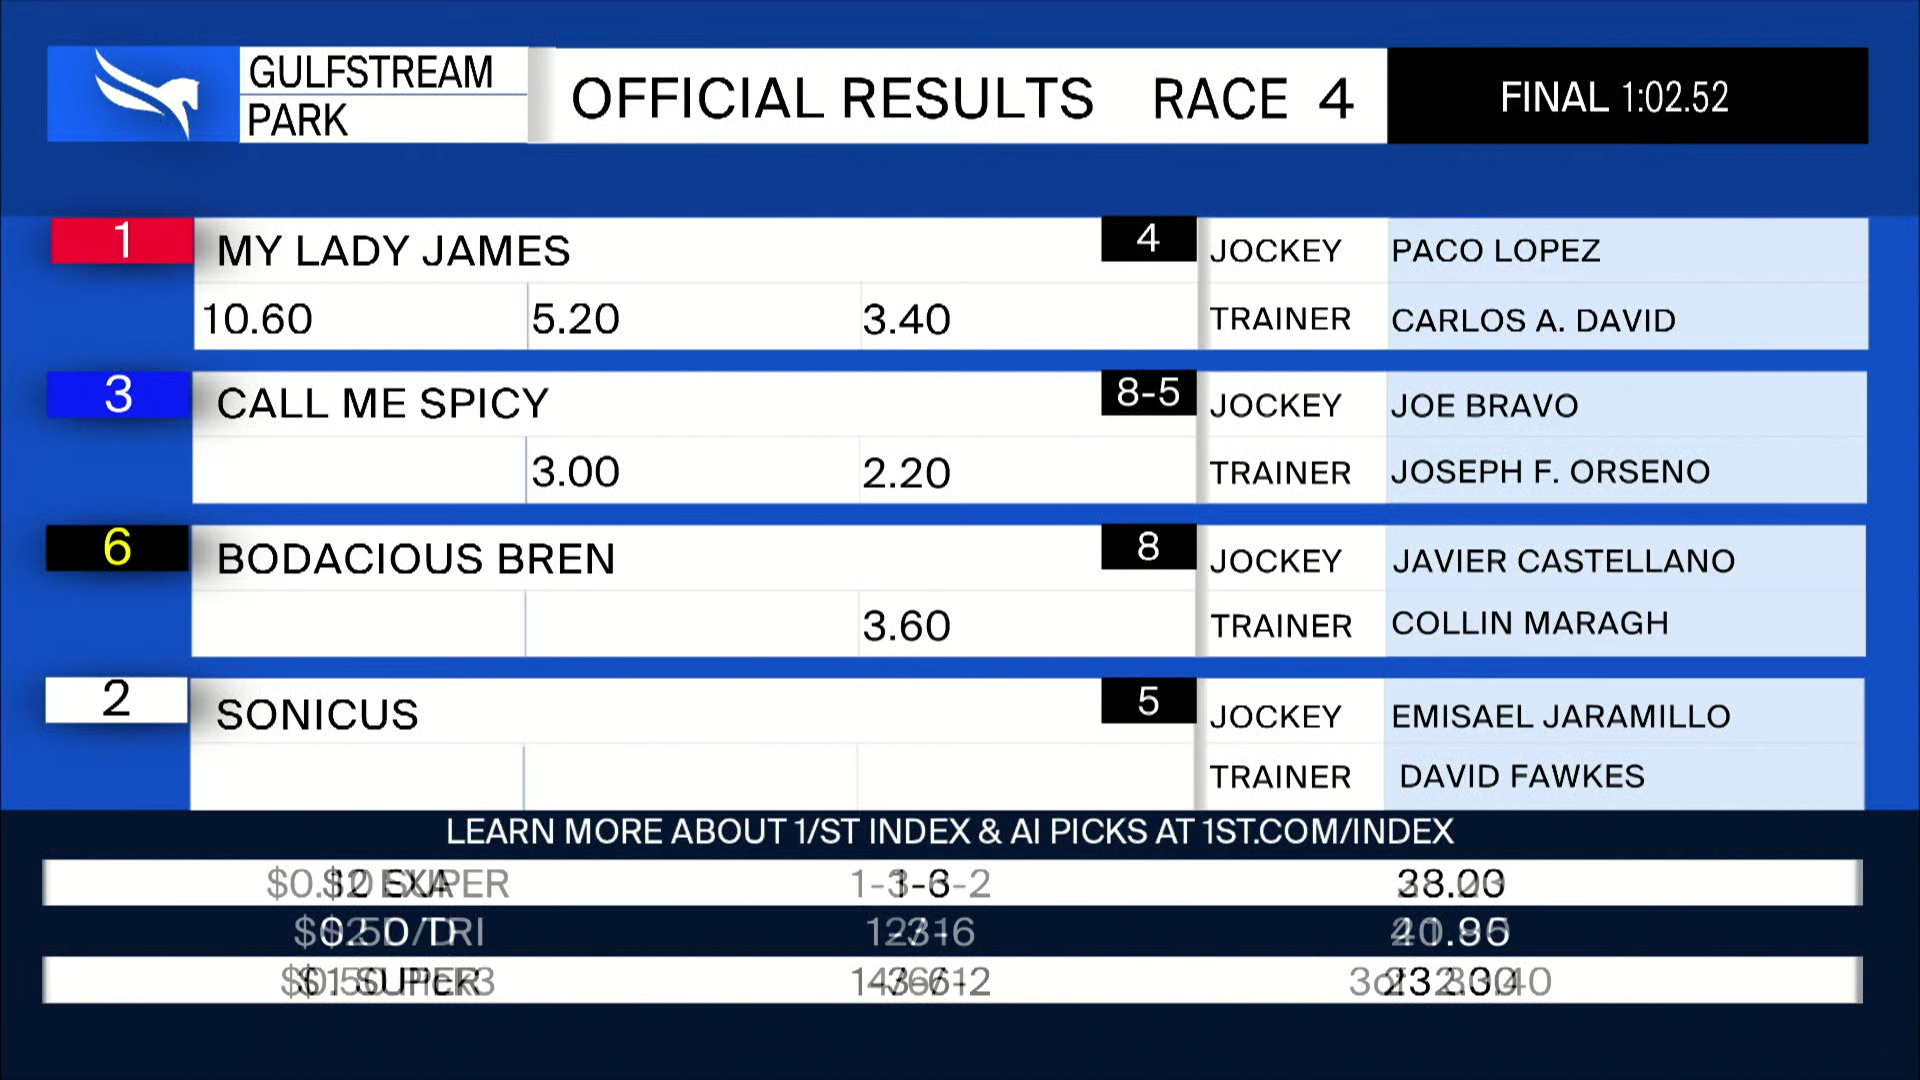 GULFSTREAM
PARK
OFFICIAL RESULTS RACE 4
FINAL 1:02.52
1 MY LADY JAMES 4 JOCKEY PACO LOPEZ
10.60 5.20 3.40 TRAINER CARLOS A. DAVID
3 CALL ME SPICY 8-5 JOCKEY JOE BRAVO
3.00 2.20 TRAINER JOSEPH F. ORSENO
6 BODACIOUS BREN 8 JOCKEY JAVIER CASTELLANO
3.60 TRAINER COLLIN MARAGH
2 SONICUS 5 JOCKEY EMISAEL JARAMILLO
TRAINER DAVID FAWKES
LEARN MORE ABOUT 1/ST INDEX & AI PICKS AT 1ST.COM/INDEX